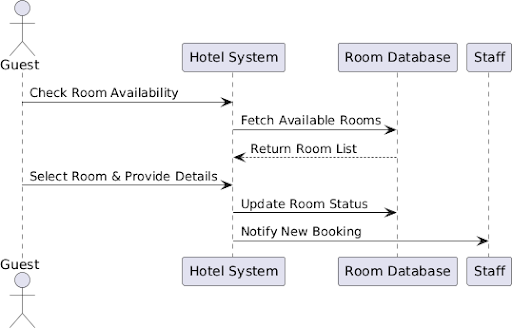 Guest
Hotel System
Room Database
Staff
Check Room Availability
Fetch Available Rooms
Return Room List
Select Room & Provide Details
Update Room Status
Notify New Booking
Guest
Hotel System
Room Database
Staff